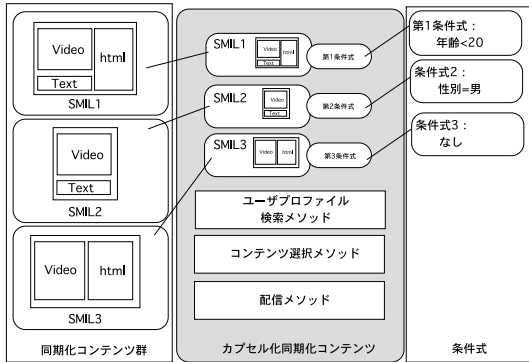 Video
html
Text
SMIL1
Video
Text
SMIL2
Video
html
SMIL3
同期化コンテンツ群
SMIL1
Video
html
Text
第1条件式
SMIL2
Video
Text
第2条件式
SMIL3
Video
html
第3条件式
ユーザプロファイル
検索メソッド
コンテンツ選択メソッド
配信メソッド
カプセル化同期化コンテンツ
第1条件式：
年齢<20
条件式2：
性別=男
条件式3：
なし
条件式